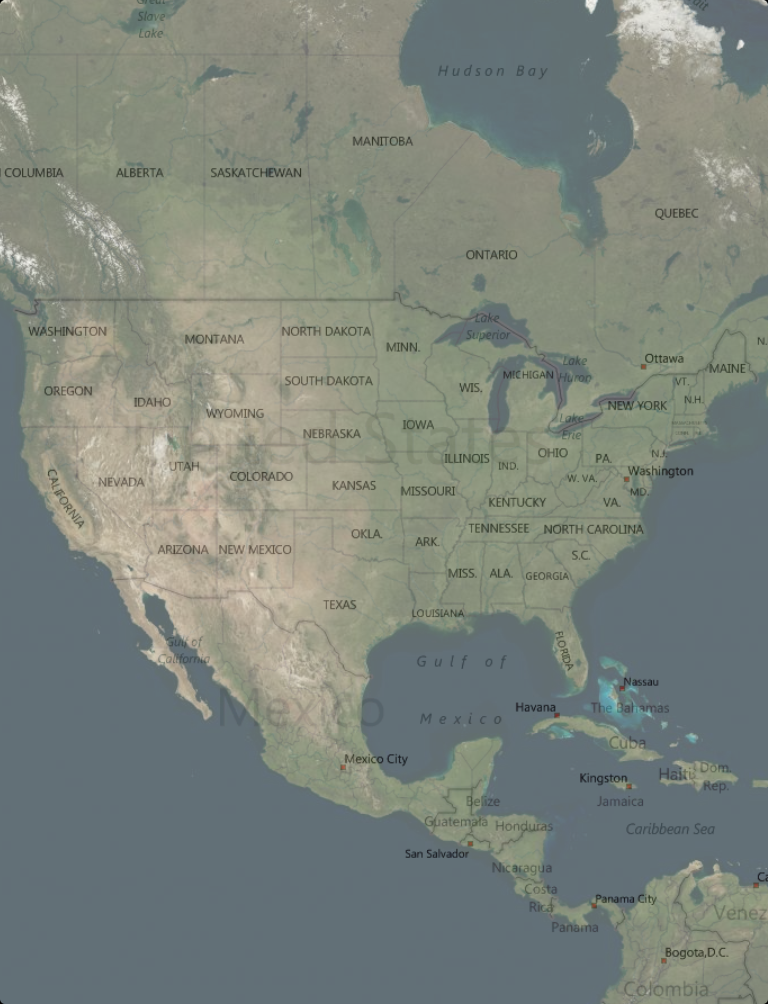 Great
Slave
Lake
Hudson Bay
MANITOBA
COLUMBIA
ALBERTA
SASKATCHEWAN
QUEBEC
ONTARIO
Lake
Superior
WASHINGTON
MONTANA
NORTH DAKOTA
MINN.
Lake
Huron
Ottawa
MAINE
N.
OREGON
IDAHO
WYOMING
SOUTH DAKOTA
WIS.
MICHIGAN
VT.
N.H.
NEW YORK
Lake
Erie
United States
NEBRASKA
IOWA
ILLINOIS
IND.
OHIO
PA.
N.J.
NEVADA
UTAH
COLORADO
KANSAS
MISSOURI
W. VA.
Washington
MD.
CALIFORNIA
KENTUCKY
VA.
ARIZONA
NEW MEXICO
OKLA.
ARK.
TENNESSEE
NORTH CAROLINA
S.C.
MISS.
ALA.
GEORGIA
TEXAS
LOUISIANA
FLORIDA
Gulf of
California
Gulf of
Mexico
Mexico
Nassau
The Bahamas
Havana
Cuba
Mexico City
Kingston
Jamaica
Haiti
Dom.
Rep.
Belize
Guatemala
Honduras
Caribbean Sea
San Salvador
Nicaragua
Costa
Rica
Panama City
Panama
Ca
Venez
Bogota,D.C.
Colombia